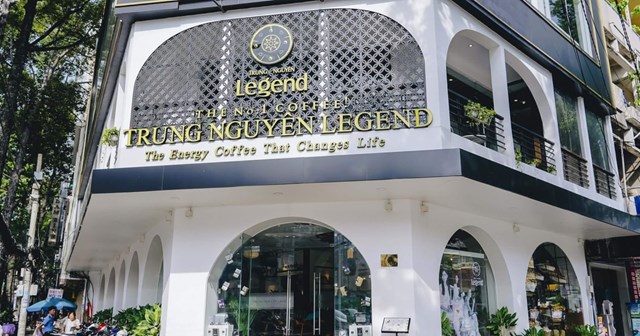 TRUNG NGUYÊN
Legend
THE No.1 COFFEE!
TRUNG NGUYÊN LEGEND
The Energy Coffee That Changes Life